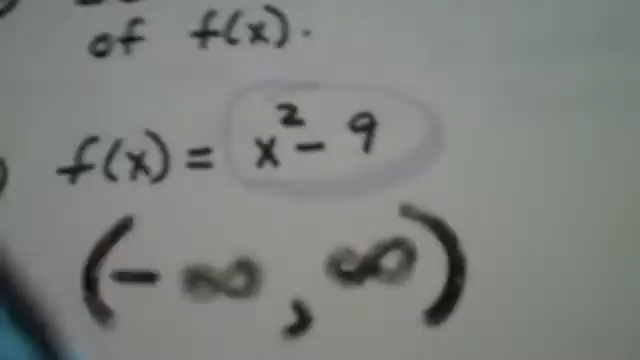 of f(x).
f(x) = x² - 9
(-∞, ∞)